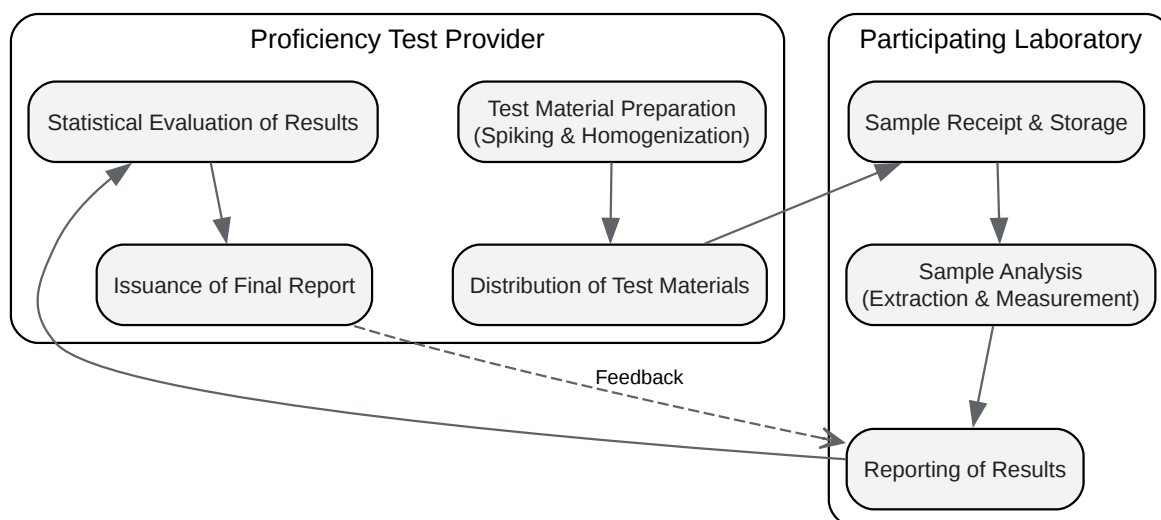 Proficiency Test Provider
Participating Laboratory
Statistical Evaluation of Results
Test Material Preparation
(Spiking & Homogenization)
Sample Receipt & Storage
Issuance of Final Report
Distribution of Test Materials
Sample Analysis
(Extraction & Measurement)
Feedback
Reporting of Results